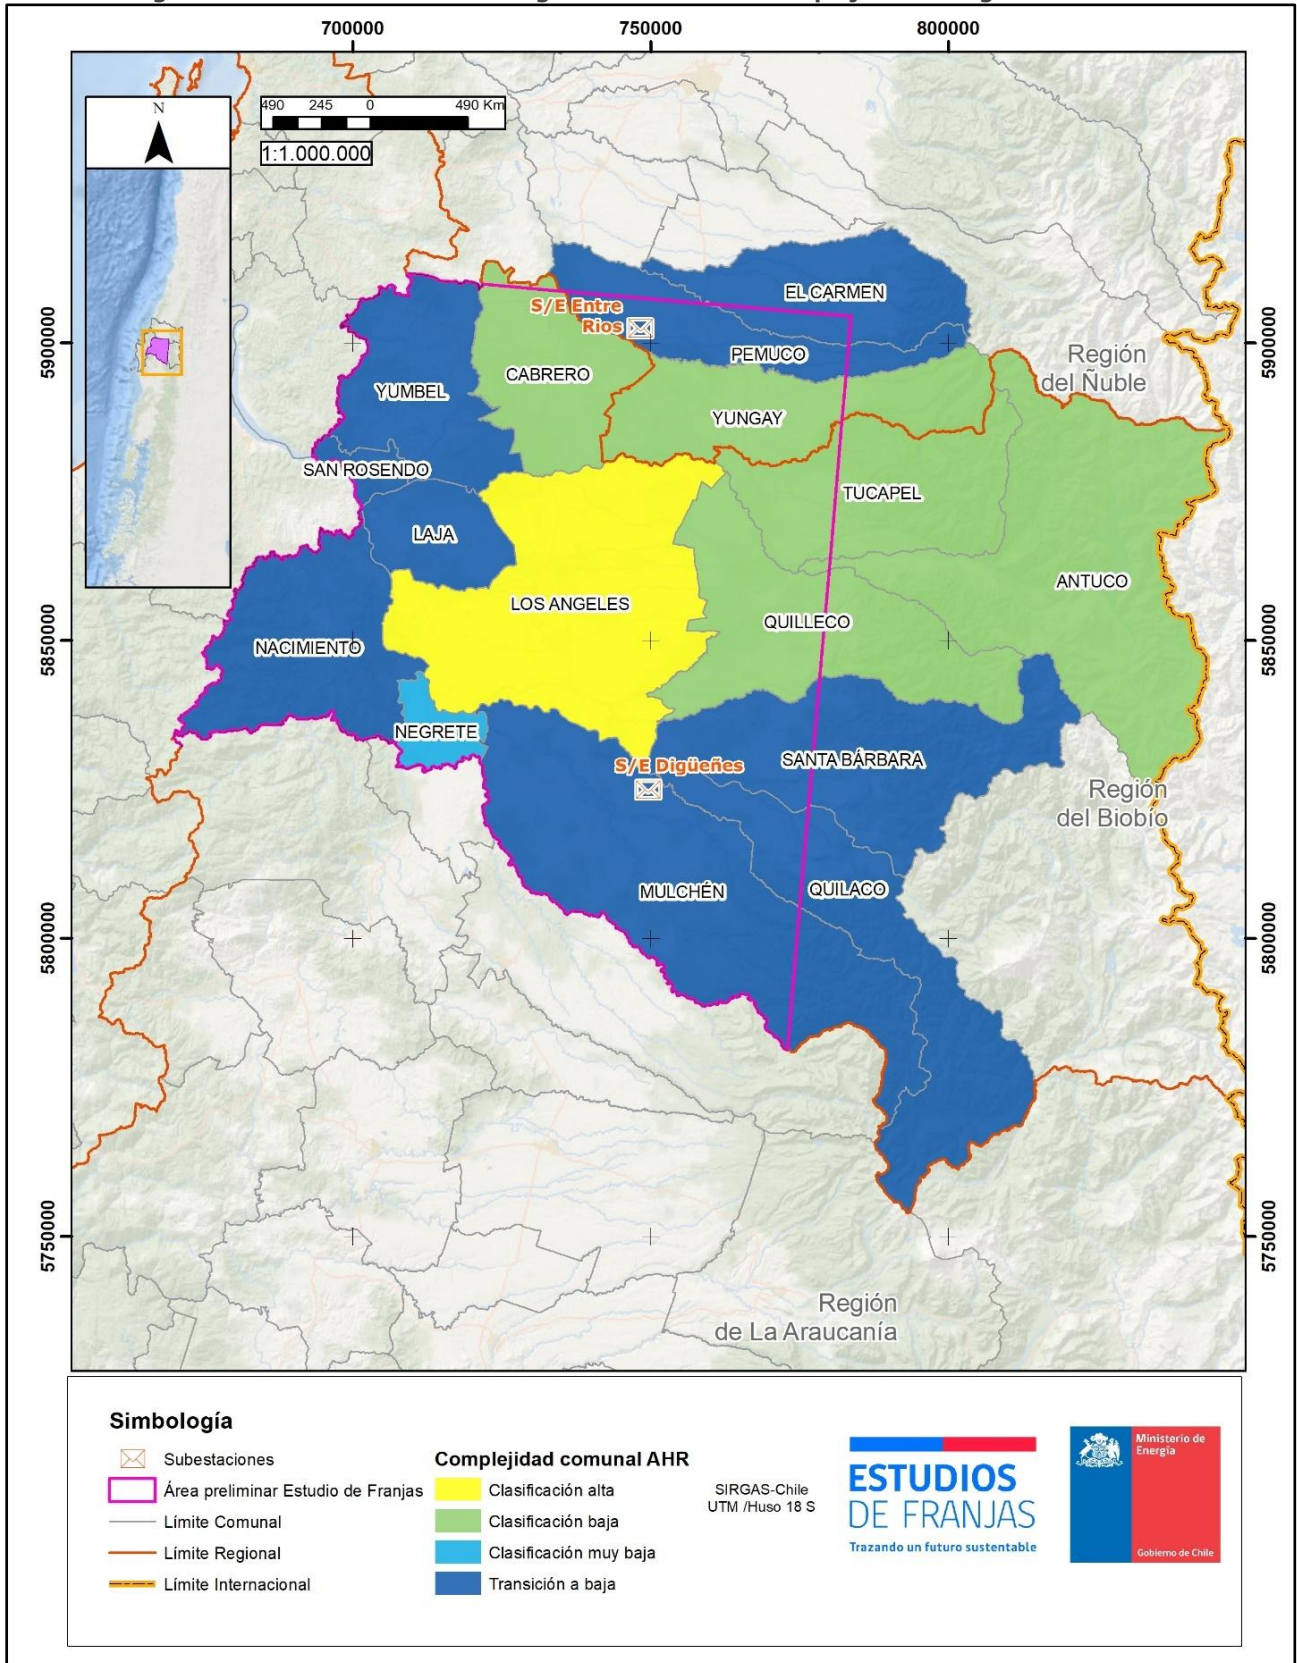 700000
750000
800000
N
490 245 0 490 Km
1:1.000.000
5900000
5850000
5800000
5750000
5900000
5850000
5800000
5750000
EL CARMEN
S/E Entre
Rios
PEMUCO
Región
del Ñuble
CABRERO
YUMBEL
YUNGAY
SAN ROSENDO
TUCAPEL
LAJA
ANTUCO
LOS ANGELES
QUILLECO
NACIMIENTO
NEGRETE
SANTA BÁRBARA
S/E Digüeñes
Región
del Biobío
MULCHÉN
QUILACO
Región
de La Araucanía
Simbología
Subestaciones
Área preliminar Estudio de Franjas
Límite Comunal
Límite Regional
Límite Internacional
Complejidad comunal AHR
Clasificación alta
Clasificación baja
Clasificación muy baja
Transición a baja
SIRGAS-Chile
UTM /Huso 18 S
ESTUDIOS
DE FRANJAS
Trazando un futuro sustentable
Ministerio de
Energía
Gobierno de Chile